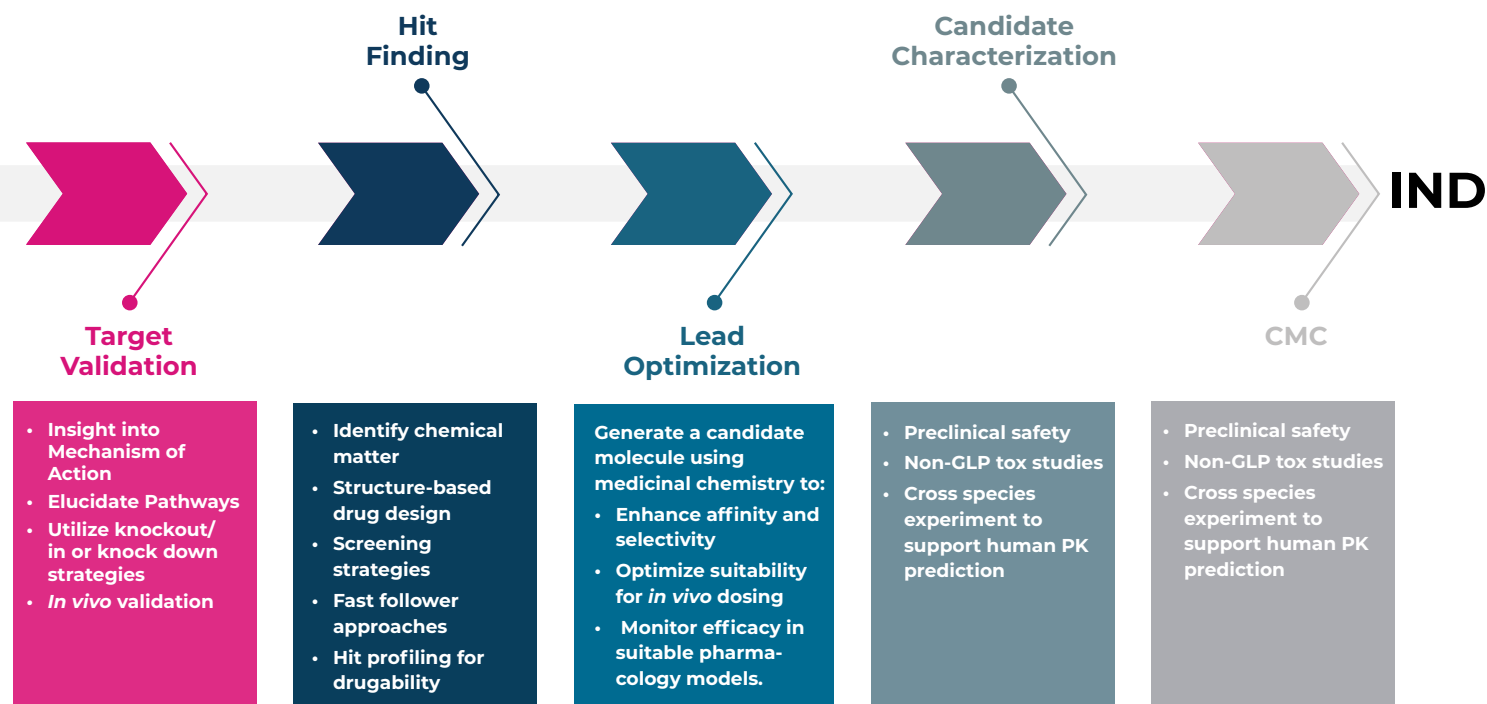 Hit
Finding
Candidate
Characterization
IND
Target
Validation
Lead
Optimization
CMC
• Insight into
Mechanism of
Action
• Elucidate Pathways
• Utilize knockout/
in or knock down
strategies
• In vivo validation
• Identify chemical
matter
• Structure-based
drug design
• Screening
strategies
• Fast follower
approaches
• Hit profiling for
drugability
Generate a candidate
molecule using
medicinal chemistry to:
• Enhance affinity and
selectivity
• Optimize suitability
for in vivo dosing
• Monitor efficacy in
suitable pharma-
cology models.
• Preclinical safety
• Non-GLP tox studies
• Cross species
experiment to
support human PK
prediction
• Preclinical safety
• Non-GLP tox studies
• Cross species
experiment to
support human PK
prediction